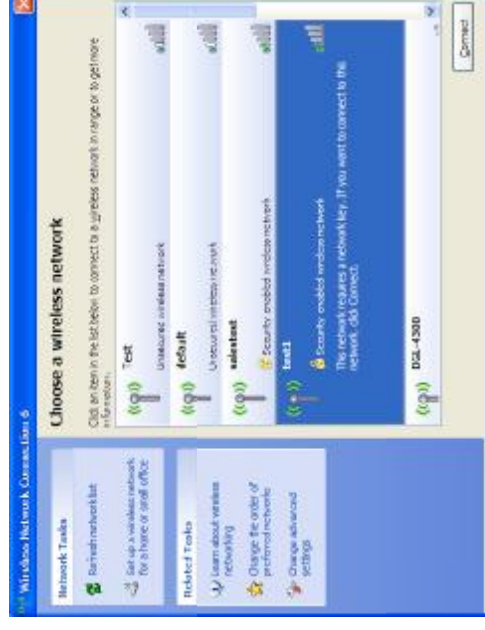 Wireless Network Connection 6
Network Tasks
Refresh network list
Set up a wireless network
for a home or small office
Related Tasks
Learn about wireless
networking
Change the order of
preferred networks
Change advanced
settings
Choose a wireless network
Click an item in the list below to connect to a wireless network in range or to get more
information.
Test
Unsecured wireless network
default
Unsecured wireless network
salestest
Security-enabled wireless network
test1
Security-enabled wireless network
This network requires a network key. If you want to connect to this
network, click Connect.
DGL-4300
Connect